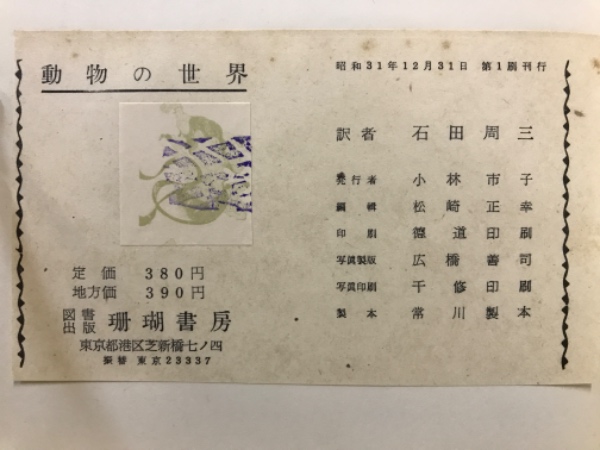 動物の世界
昭和31年12月31日 第1刷刊行
訳者 石田周三
発行者 小林市子
編輯 松崎正幸
印刷 徳道印刷
写真製版 広橋善司
写真印刷 千修印刷
製本 常川製本
定価 380円
地方価 390円
図書出版 珊瑚書房
東京都港区芝新橋七ノ四
振替 東京23337